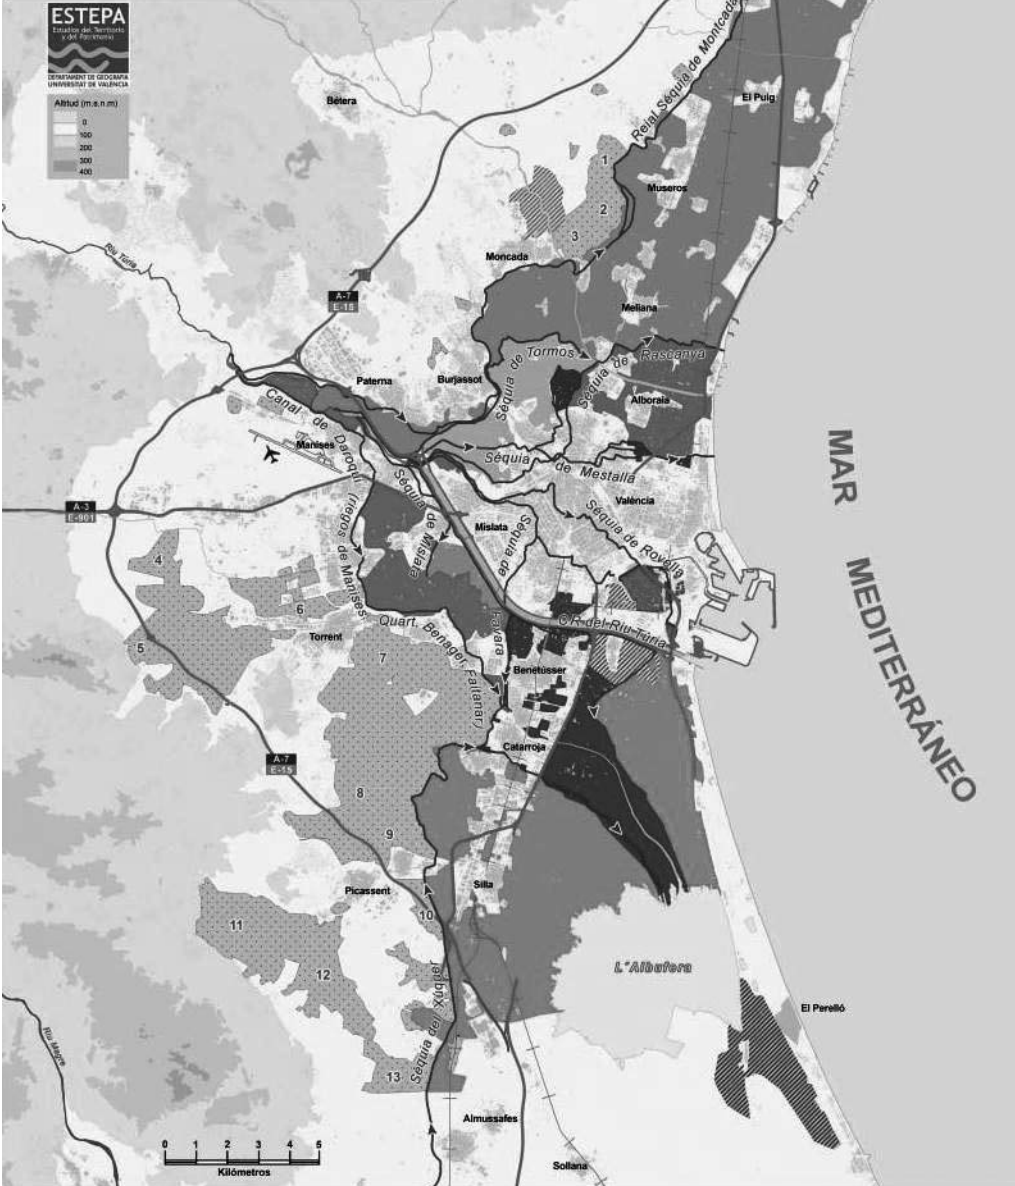 ESTEPA
Estudios del Territorio
y del Patrimonio
DEPARTAMENT DE GEOGRAFIA
UNIVERSITAT DE VALÈNCIA
Altitud (m.s.n.m)
0
100
200
300
400
Bétera
El Puig
Reial Séquia de Montcada
1
Museros
2
3
Moncada
Riu Túria
A-7
E-15
Meliana
Séquia de Tormos
Séquia de Rascanya
Paterna
Burjassot
Alboraia
Canal de Daroqui
(riegos de Manises)
Manises
Séquia de Mestalla
MAR MEDITERRÁNEO
A-3
E-901
València
Séquia de Mislata
Mislata
Séquia de Favara
Séquia de Rovella
4
6
5
Torrent
Quart, Benàger, Faitanar
C.R. del Riu Túria
7
Benetússer
Catarroja
A-7
E-15
8
9
Picassent
Silla
10
11
12
L'Albufera
Séquia del Xúquer
El Perelló
Riu Magre
13
Almussafes
0 1 2 3 4 5
Kilómetros
Sollana